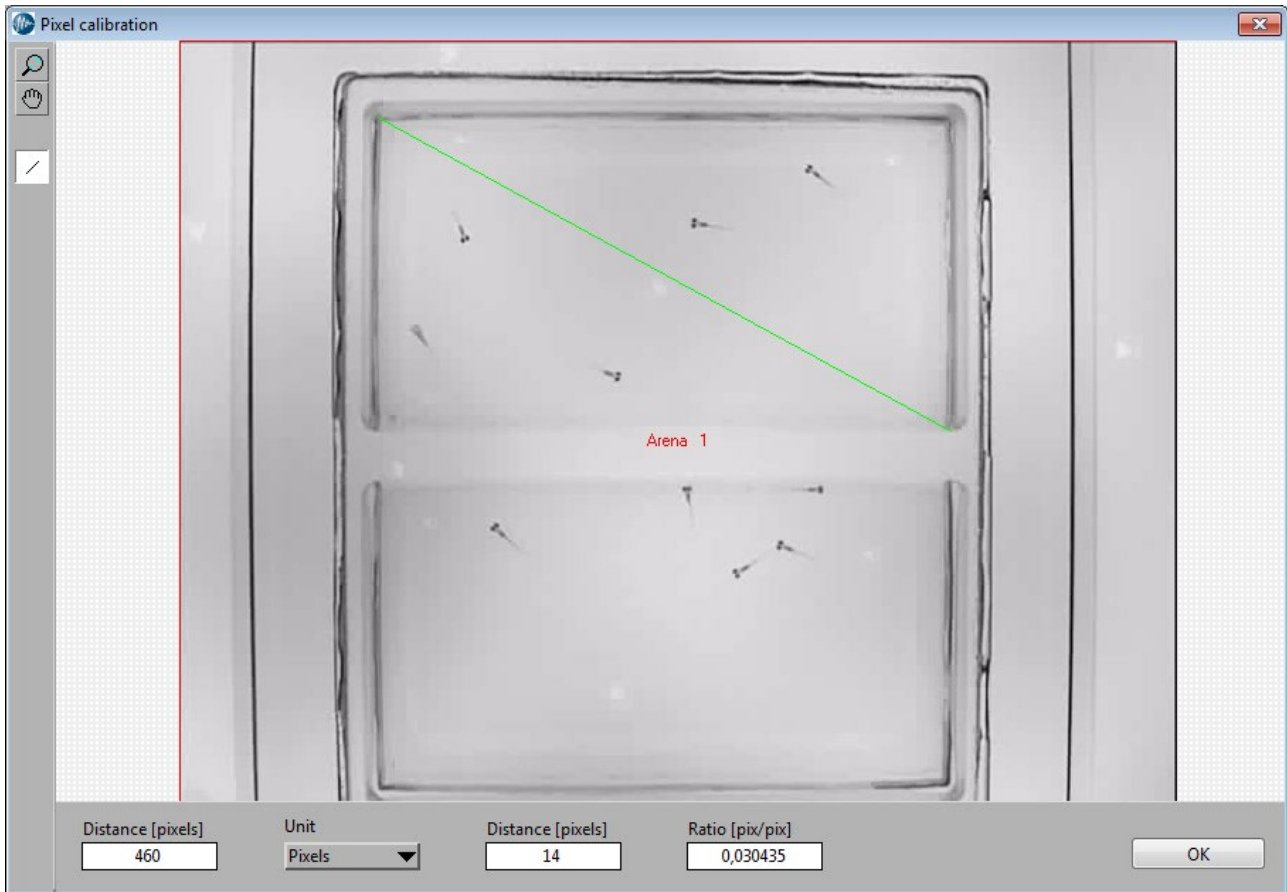 Pixel calibration
Arena 1
Distance [pixels]
Unit
Distance [pixels]
Ratio [pix/pix]
460
Pixels
14
0,030435
OK